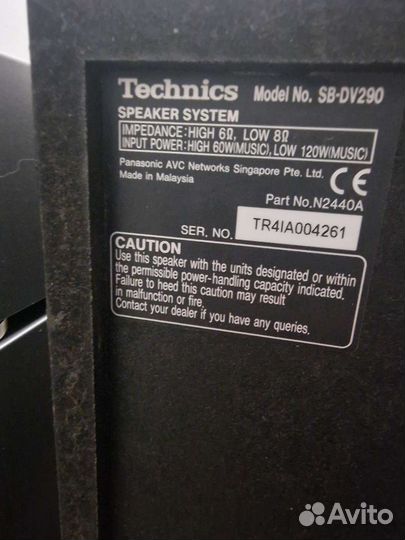 Technics Model No. SB-DV290
SPEAKER SYSTEM
IMPEDANCE:HIGH 6Ω, LOW 8Ω
INPUT POWER:HIGH 60W(MUSIC), LOW 120W(MUSIC)
Panasonic AVC Networks Singapore Pte. Ltd.
Made in Malaysia
CE
Part No.N2440A
SER. NO. TR4IA004261
CAUTION
Use this speaker with the units designated or within
the permissible power-handling capacity indicated.
Failure to heed this caution may result
in malfunction or fire.
Contact your dealer if you have any queries.
Avito